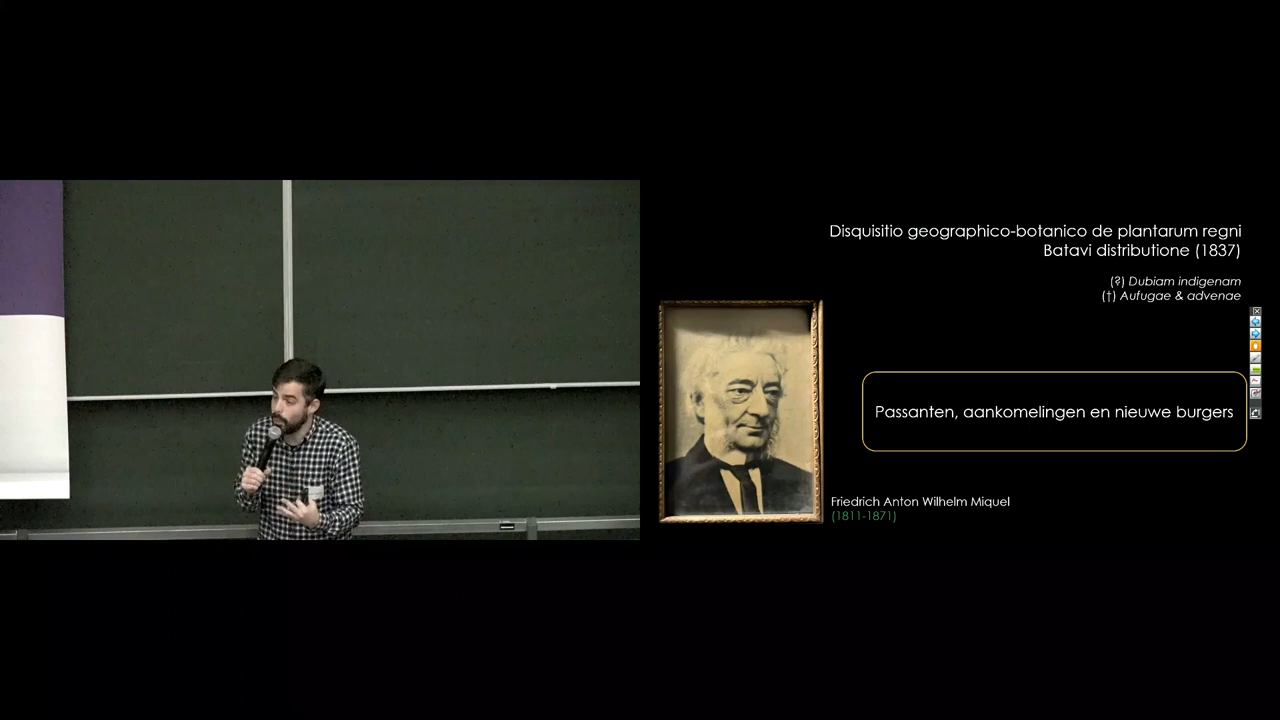 Disquisitio geographico-botanico de plantarum regni
Batavi distributione (1837)
(?) Dubiam indigenam
(†) Aufugae & advenae
Passanten, aankomelingen en nieuwe burgers
Friedrich Anton Wilhelm Miquel
(1811-1871)